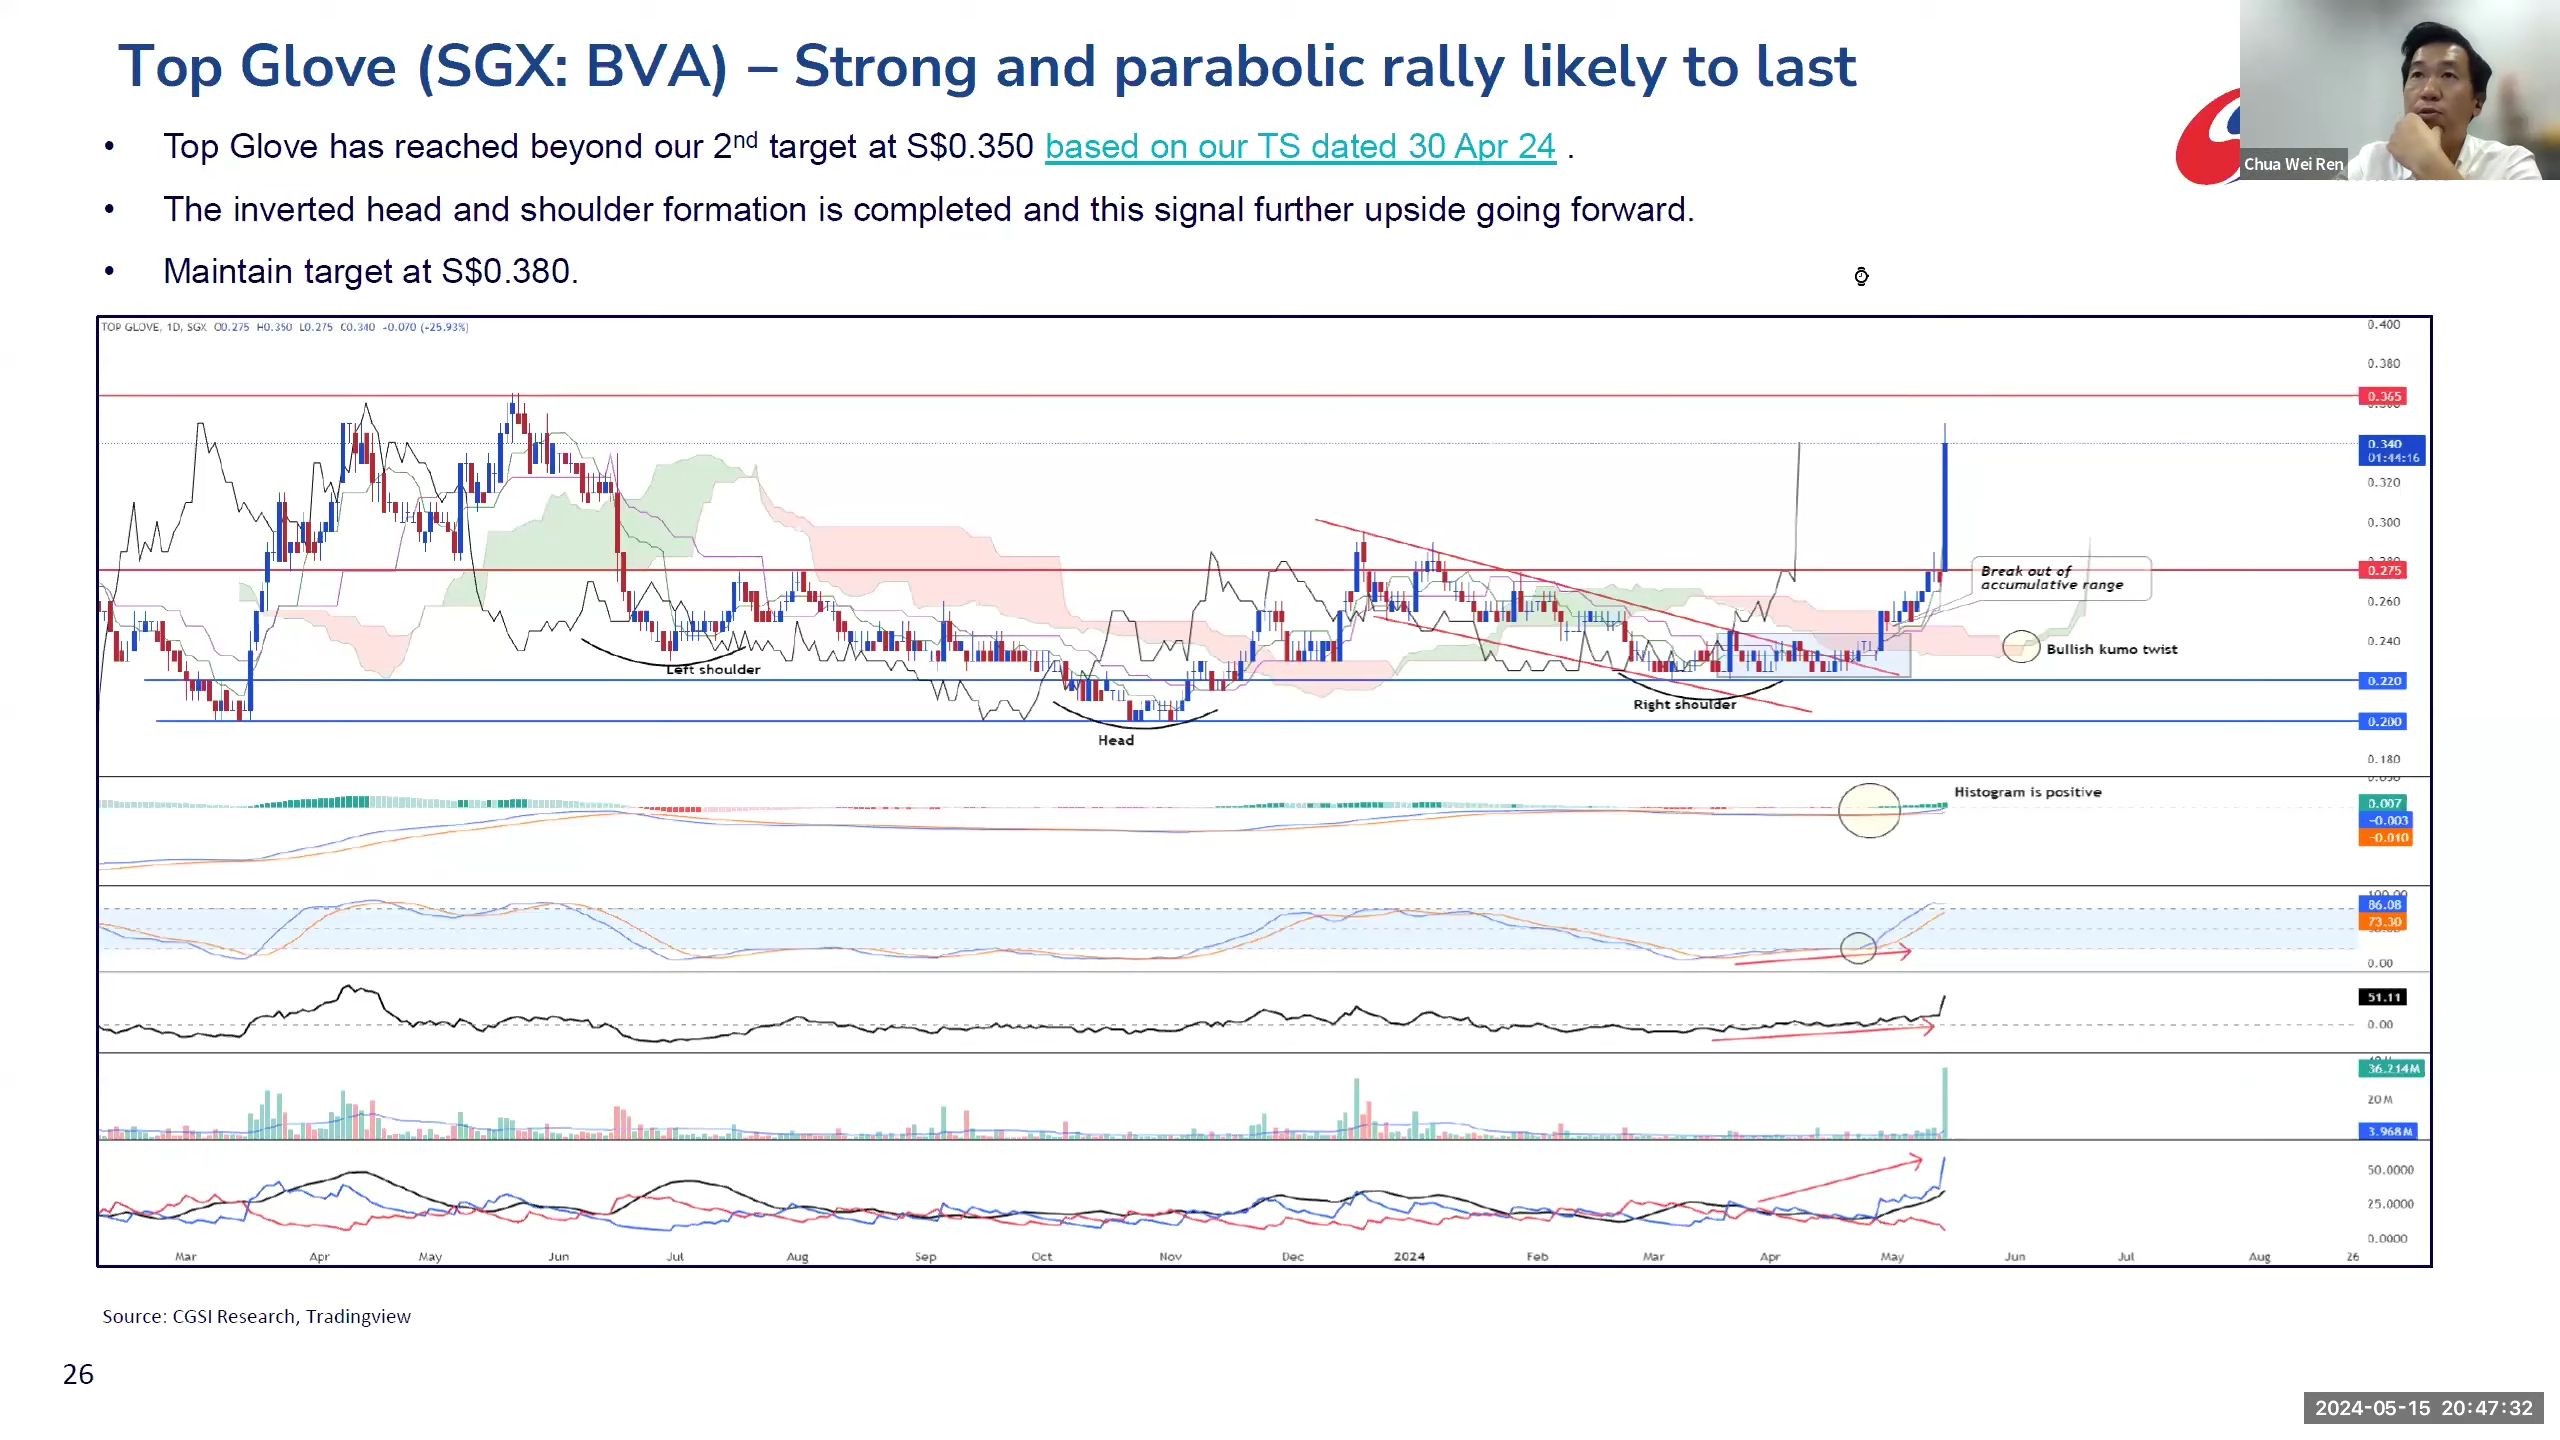 Top Glove (SGX: BVA) – Strong and parabolic rally likely to last
Chua Wei Ren
• Top Glove has reached beyond our 2nd target at S$0.350 based on our TS dated 30 Apr 24 .
• The inverted head and shoulder formation is completed and this signal further upside going forward.
• Maintain target at S$0.380.
TOP GLOVE, 1D, SGX O0.275 H0.350 L0.275 C0.340 +0.070 (+25.93%)
0.400
0.380
0.365
0.340
01:44:16
0.320
0.300
Break out of
accumulative range
0.275
0.260
0.240
Bullish kumo twist
Left shoulder
0.220
Right shoulder
0.200
Head
0.180
Histogram is positive
0.007
-0.003
-0.010
86.08
73.30
0.00
51.11
0.00
36.214M
20M
3.968M
50.0000
25.0000
0.0000
Mar Apr May Jun Jul Aug Sep Oct Nov Dec 2024 Feb Mar Apr May Jun Jul Aug 26
Source: CGSI Research, Tradingview
26
2024-05-15 20:47:32